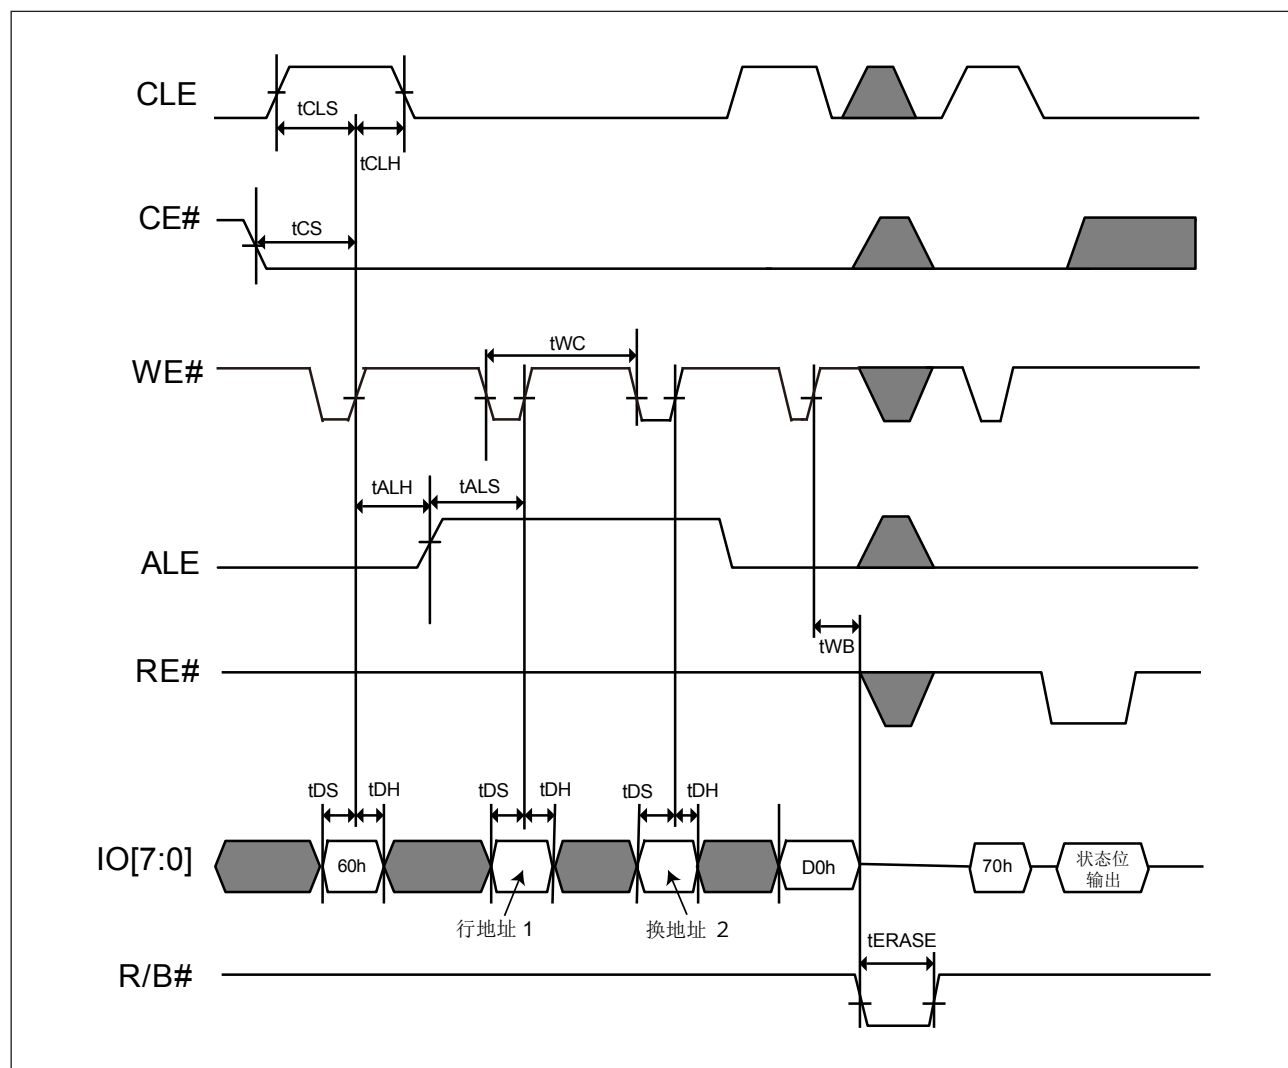 CLE
tCLS
tCLH
CE#
tCS
WE#
tWC
tALH
tALS
ALE
tWB
RE#
tDS
tDH
tDS
tDH
tDS
tDH
IO[7:0]
60h
D0h
70h
状态位
输出
行地址 1
换地址 2
tERASE
R/B#